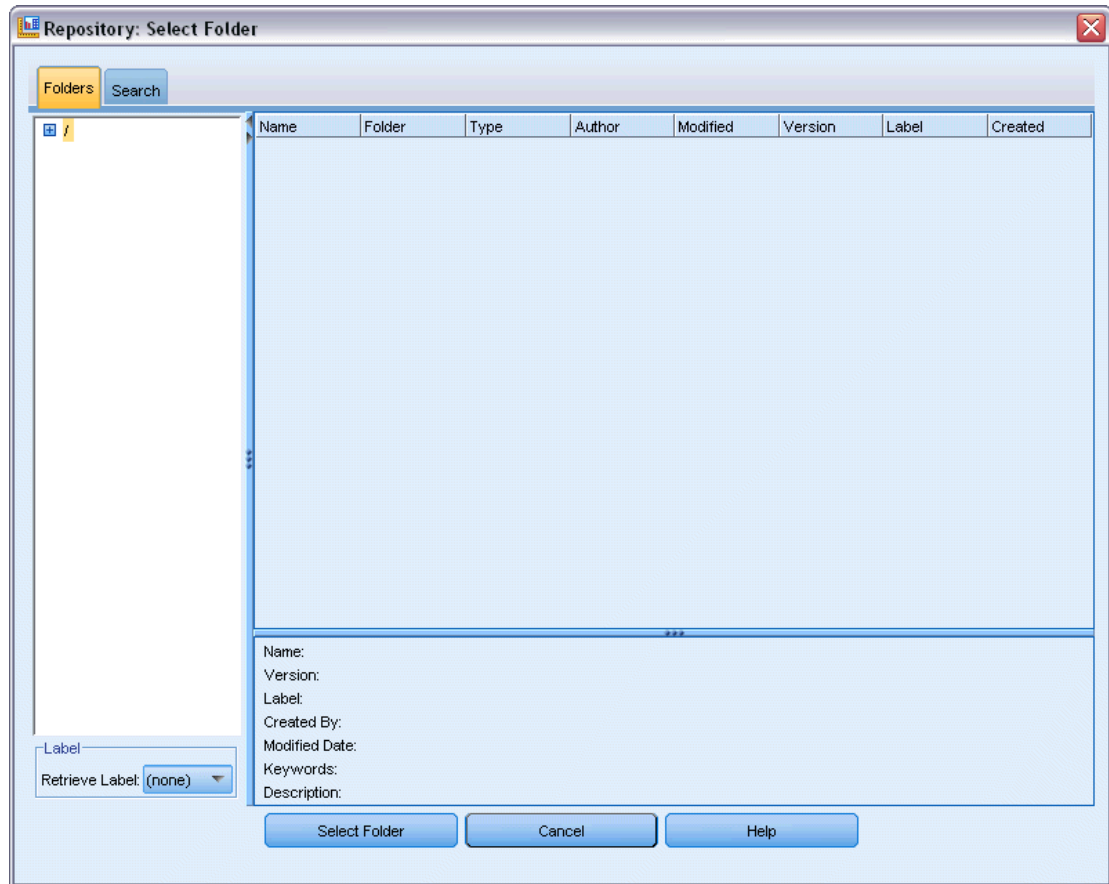 Repository: Select Folder
Folders Search
/
Name Folder Type Author Modified Version Label Created
Name:
Version:
Label:
Created By:
Modified Date:
Keywords:
Description:
Label
Retrieve Label: (none)
Select Folder Cancel Help